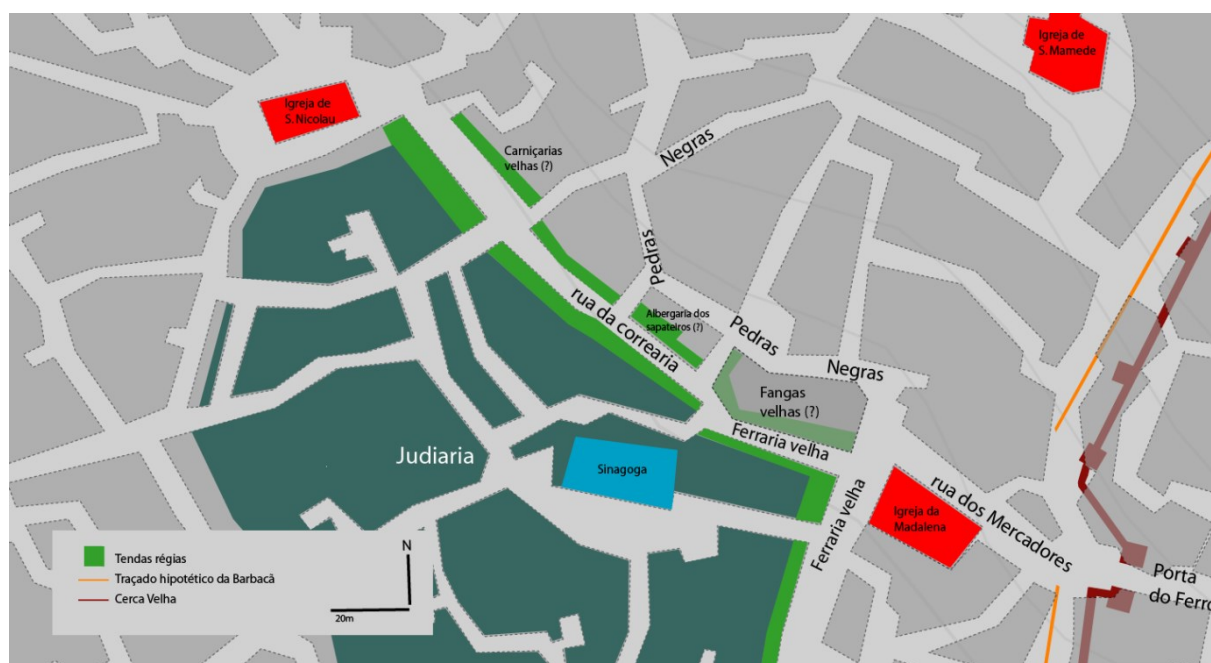 Igreja de
S. Mamede
Igreja de
S. Nicolau
Carniçarias
velhas (?)
Negras
Pedras
rua da correaria
Albergaria dos
sapateiros (?)
Pedras
Negras
Fangas
velhas (?)
Ferraria velha
Judiaria
Sinagoga
Ferraria velha
Igreja da
Madalena
rua dos Mercadores
Porta
do Ferro
Tendas régias
Traçado hipotético da Barbacã
Cerca Velha
N
20m